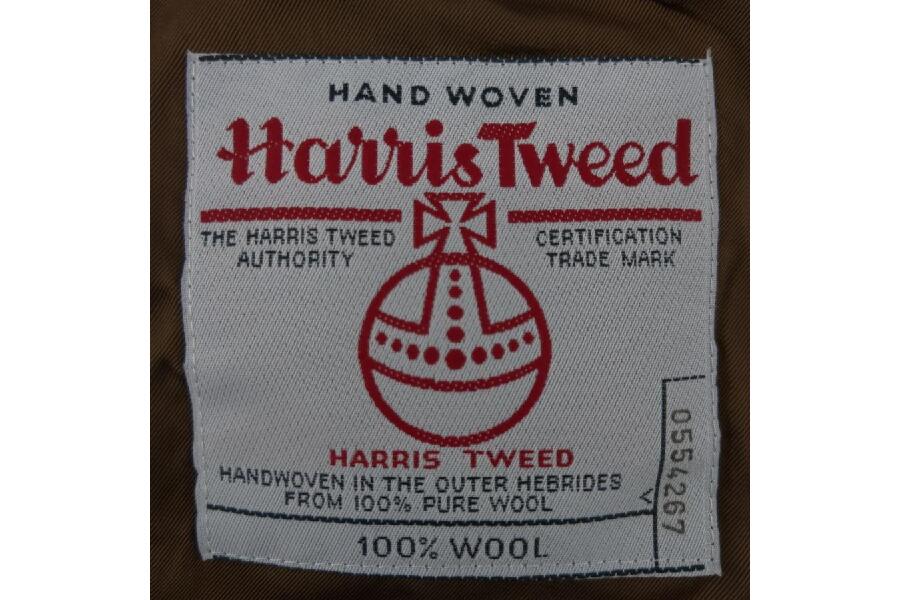 HAND WOVEN
Harris Tweed
THE HARRIS TWEED
AUTHORITY
CERTIFICATION
TRADE MARK
HARRIS TWEED
HANDWOVEN IN THE OUTER HEBRIDES
FROM 100% PURE WOOL
100% WOOL
0554267